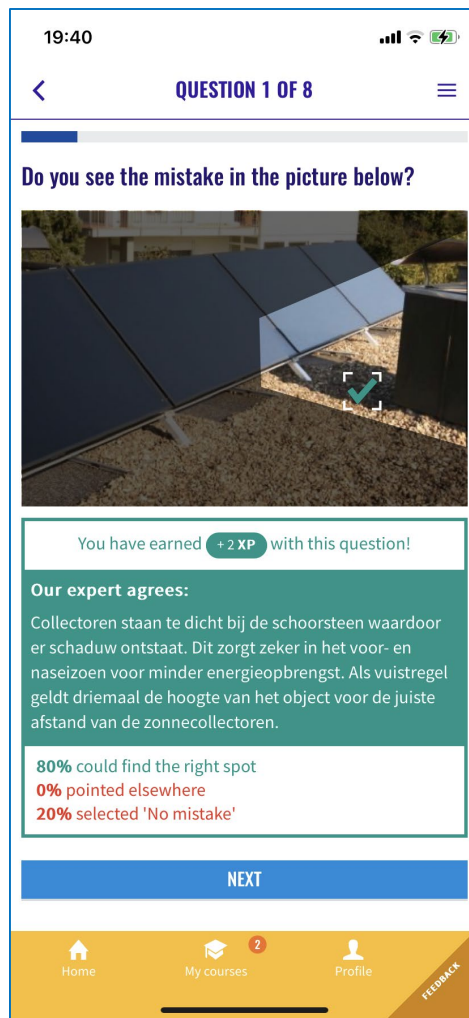 19:40
QUESTION 1 OF 8
Do you see the mistake in the picture below?
You have earned +2 XP with this question!
Our expert agrees:
Collectoren staan te dicht bij de schoorsteen waardoor
er schaduw ontstaat. Dit zorgt zeker in het voor- en
naseizoen voor minder energieopbrengst. Als vuistregel
geldt driemaal de hoogte van het object voor de juiste
afstand van de zonnecollectoren.
80% could find the right spot
0% pointed elsewhere
20% selected 'No mistake'
NEXT
2
Home My courses Profile
FEEDBACK